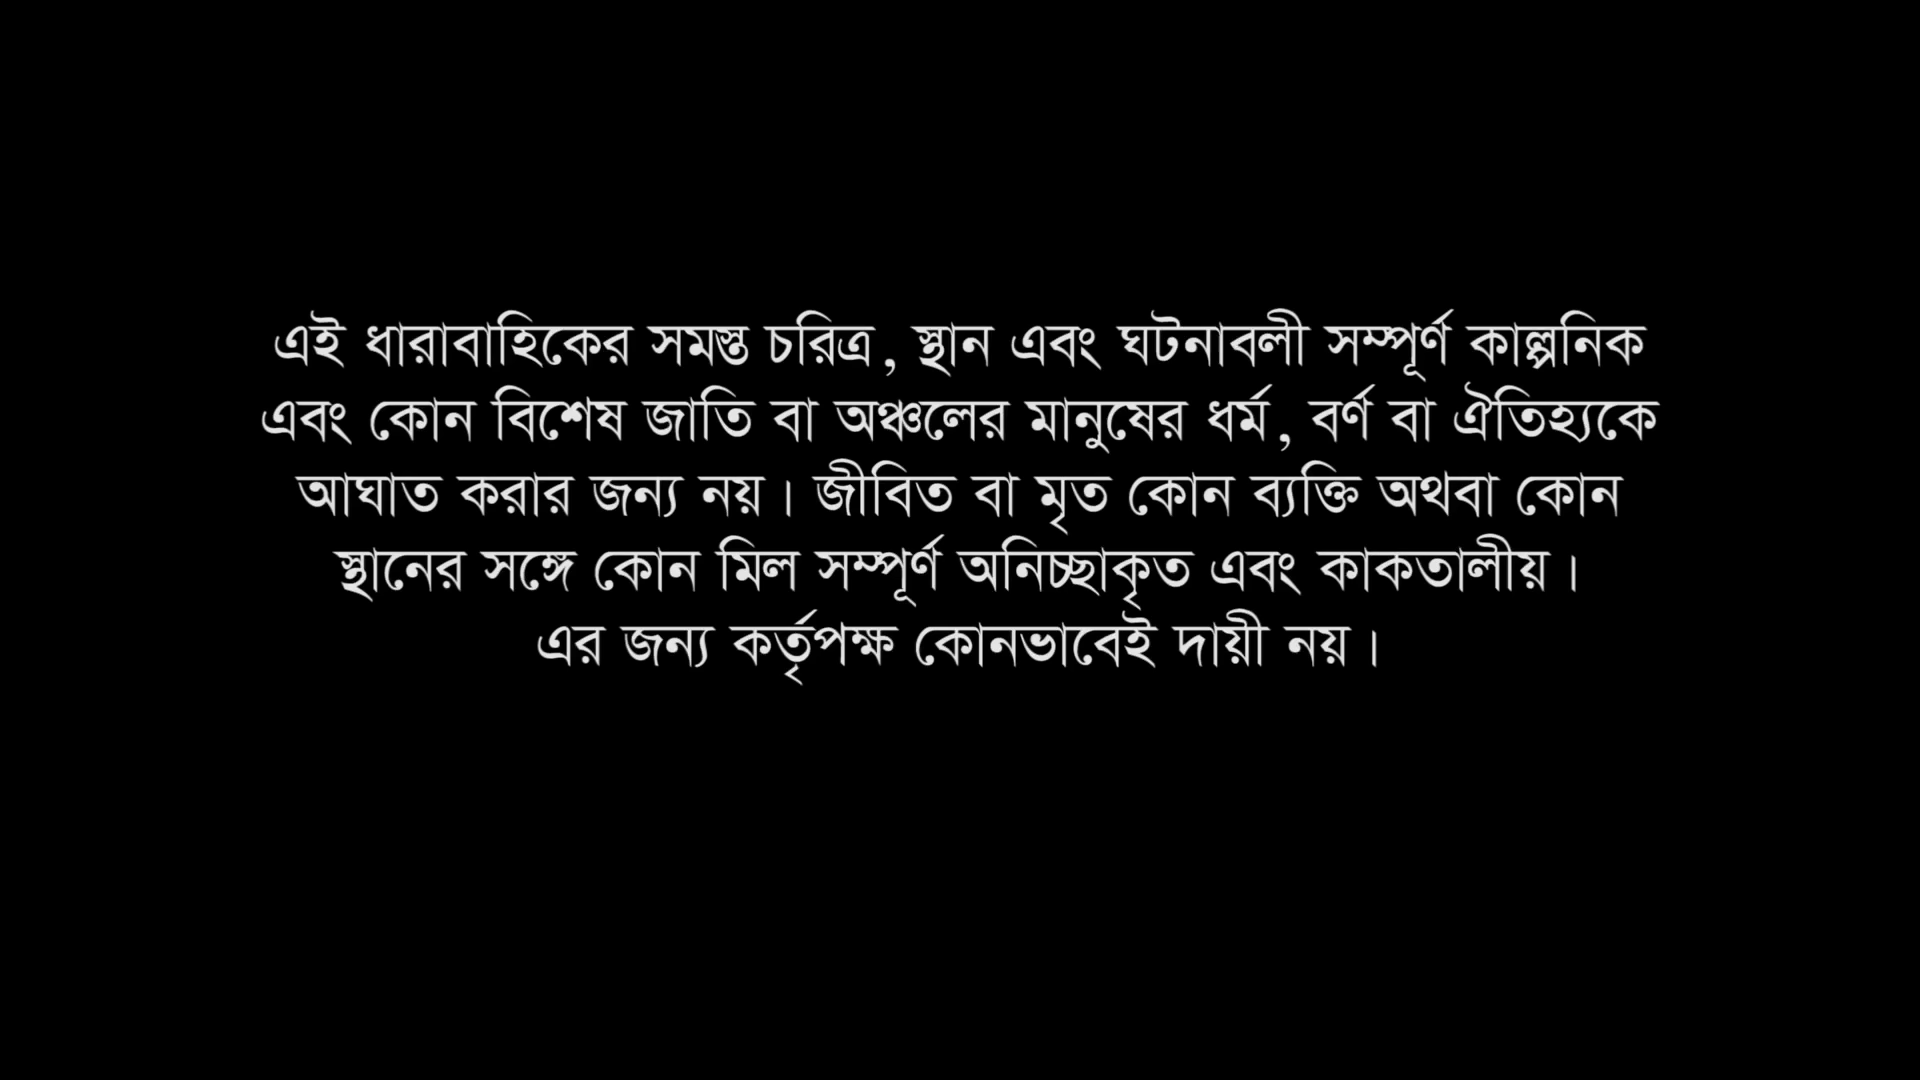 এই ধারাবাহিকের সমস্ত চরিত্র, স্থান এবং ঘটনাবলী সম্পূর্ণ কাল্পনিক
এবং কোন বিশেষ জাতি বা অঞ্চলের মানুষের ধর্ম, বর্ণ বা ঐতিহ্যকে
আঘাত করার জন্য নয়। জীবিত বা মৃত কোন ব্যক্তি অথবা কোন
স্থানের সঙ্গে কোন মিল সম্পূর্ণ অনিচ্ছাকৃত এবং কাকতালীয়।
এর জন্য কর্তৃপক্ষ কোনভাবেই দায়ী নয়।